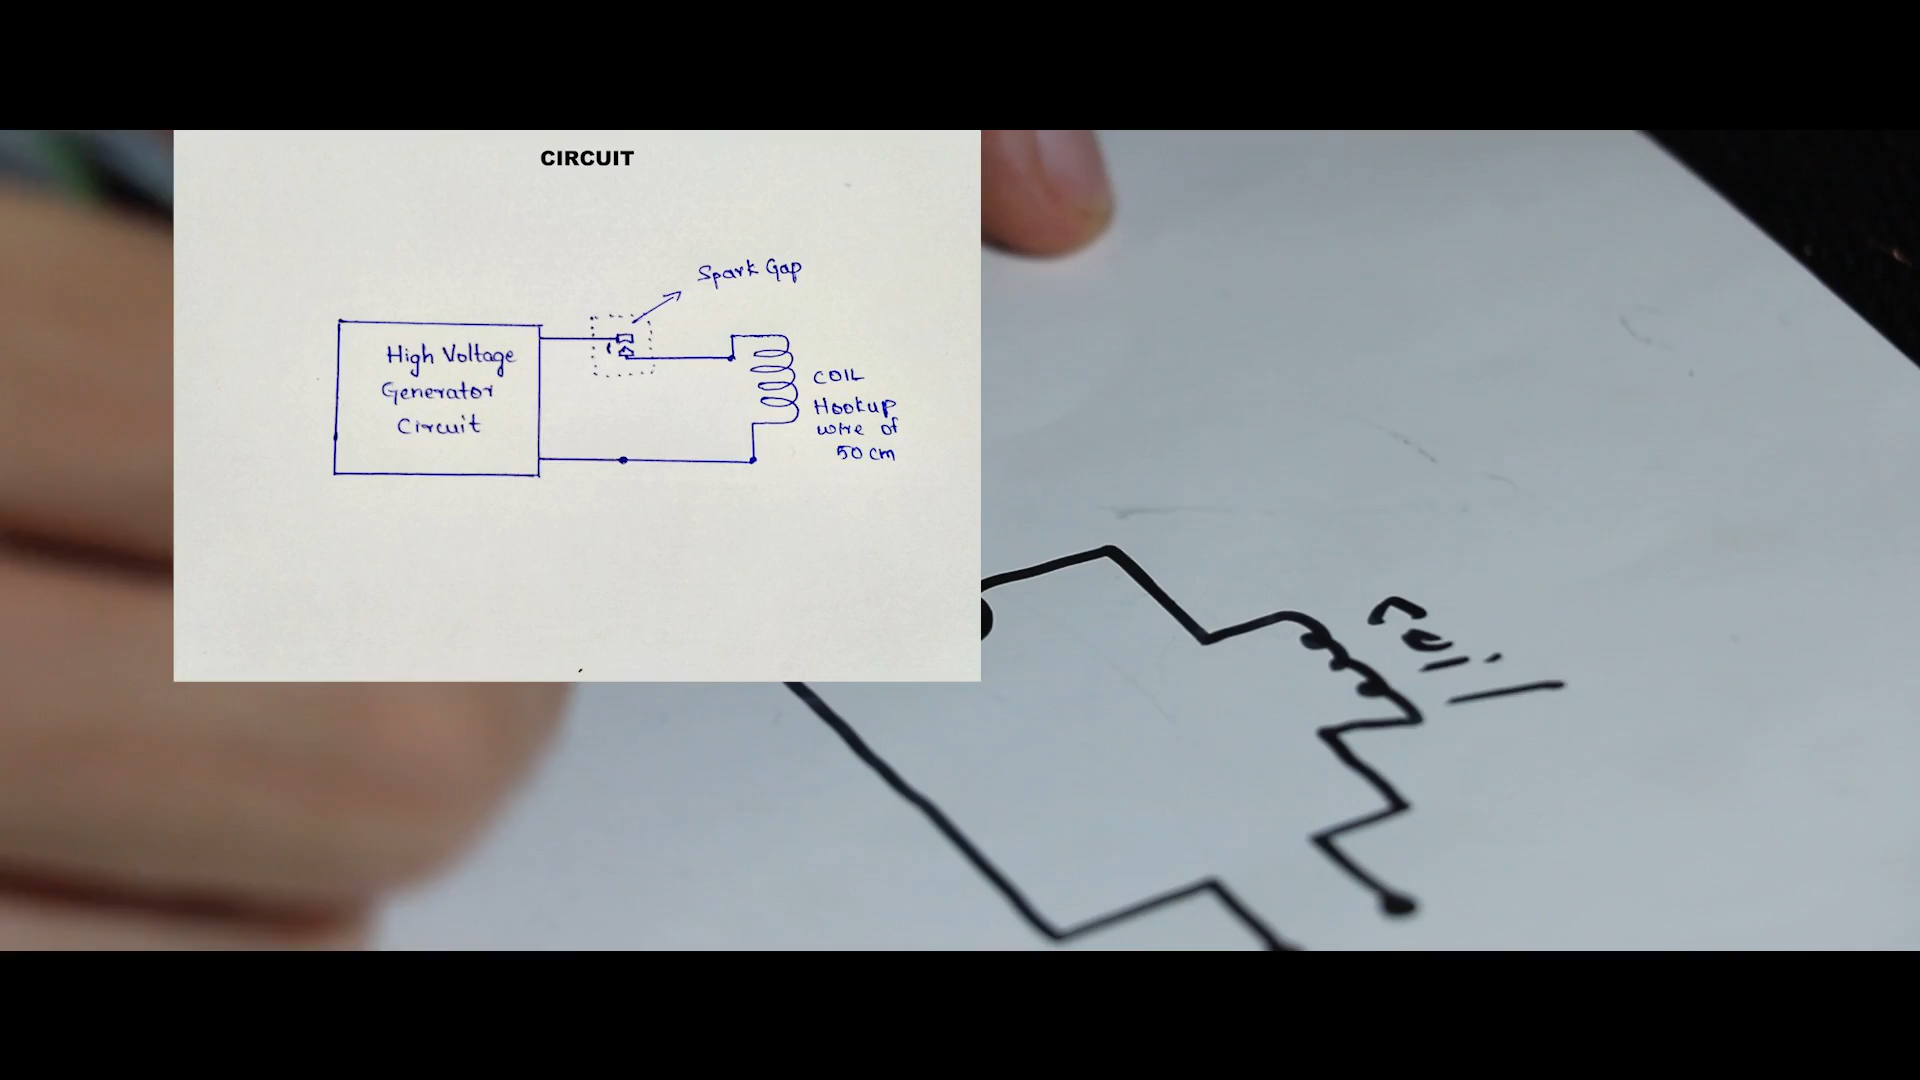 CIRCUIT
Spark Gap
High Voltage
Generator
Circuit
COIL
Hookup
wire of
50 cm
Coil